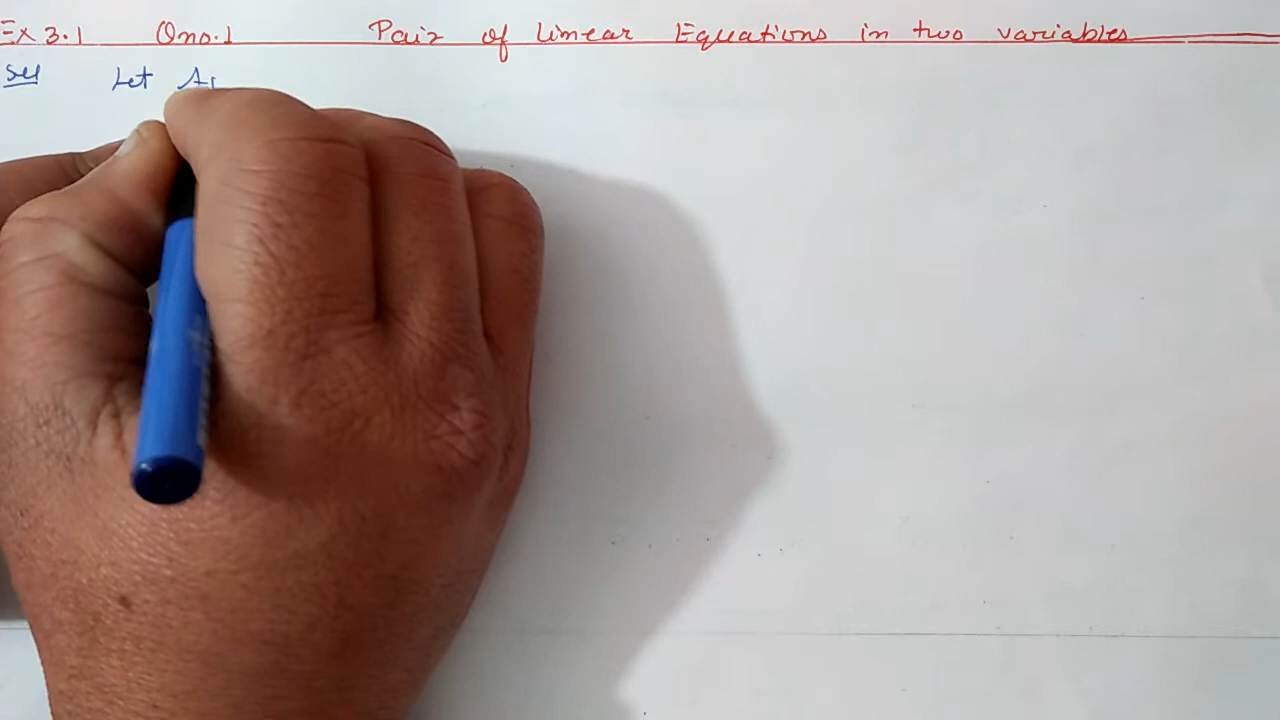 Ex 3.1 Qno.1 Pair of Linear Equations in two variables
Sol Let